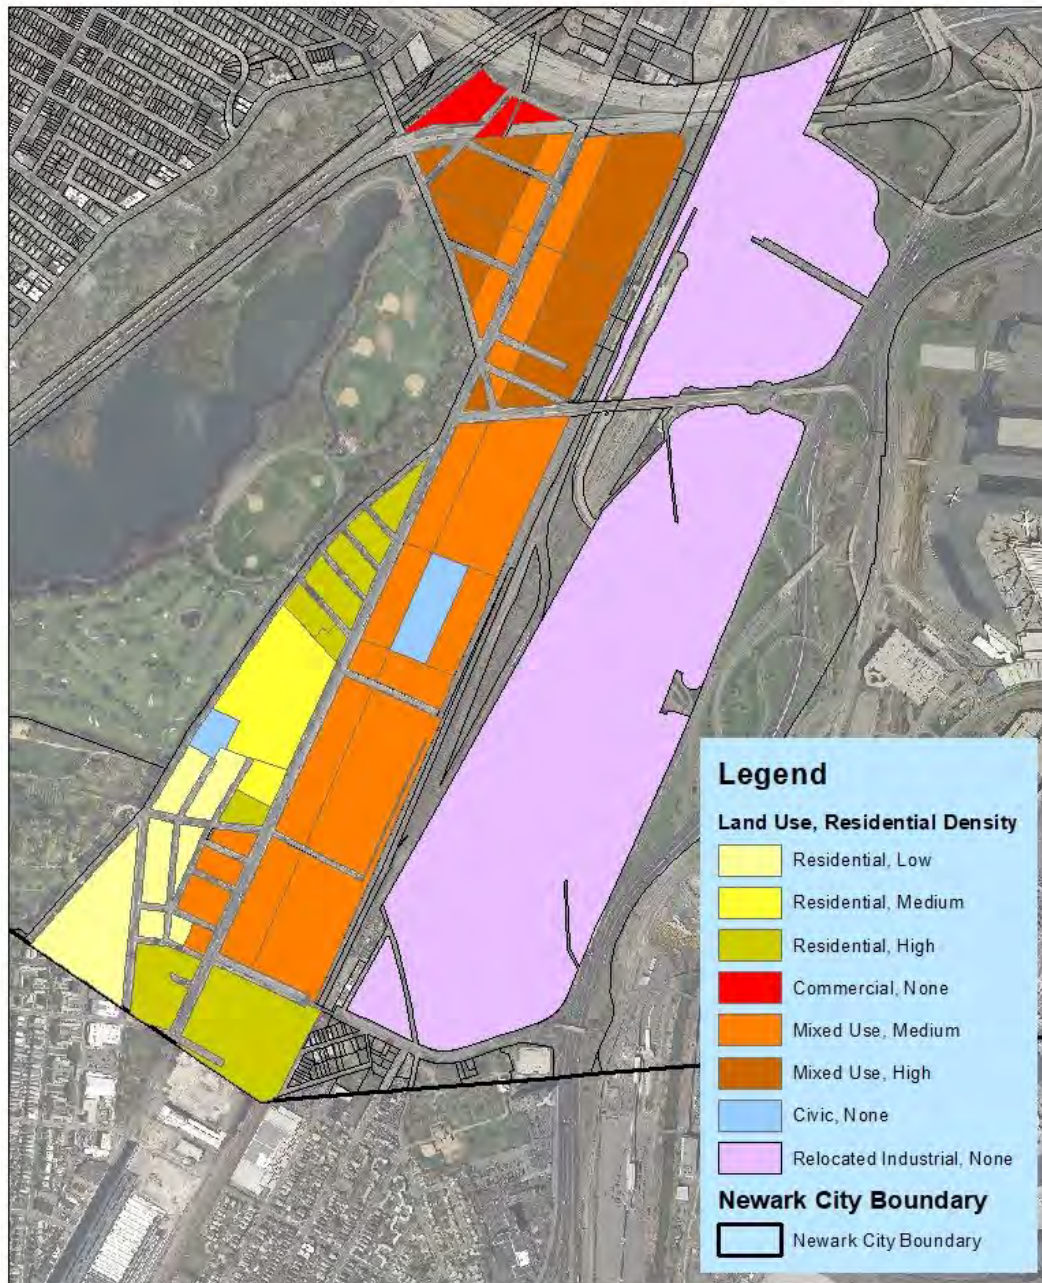 Legend
Land Use, Residential Density
Residential, Low
Residential, Medium
Residential, High
Commercial, None
Mixed Use, Medium
Mixed Use, High
Civic, None
Relocated Industrial, None
Newark City Boundary
Newark City Boundary